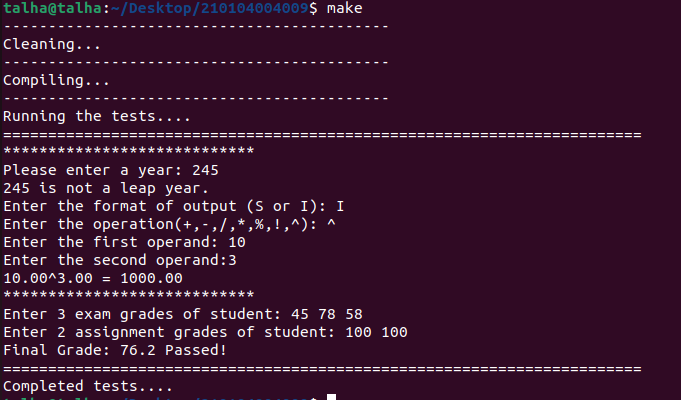 talha@talha:~/Desktop/210104004009$ make
-------------------------------------------
Cleaning...
-------------------------------------------
Compiling...
-------------------------------------------
Running the tests....
=======================================================================
****************************
Please enter a year: 245
245 is not a leap year.
Enter the format of output (S or I): I
Enter the operation(+,-,/,*,%,!,^): ^
Enter the first operand: 10
Enter the second operand:3
10.00^3.00 = 1000.00
****************************
Enter 3 exam grades of student: 45 78 58
Enter 2 assignment grades of student: 100 100
Final Grade: 76.2 Passed!
=======================================================================
Completed tests....